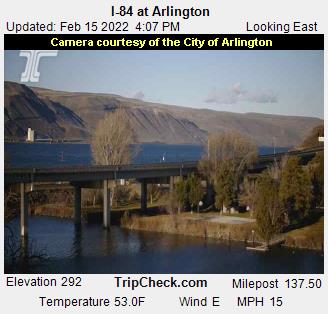 I-84 at Arlington
Updated: Feb 15 2022 4:07 PM Looking East
Camera courtesy of the City of Arlington
Elevation 292 TripCheck.com Milepost 137.50
Temperature 53.0F Wind E MPH 15